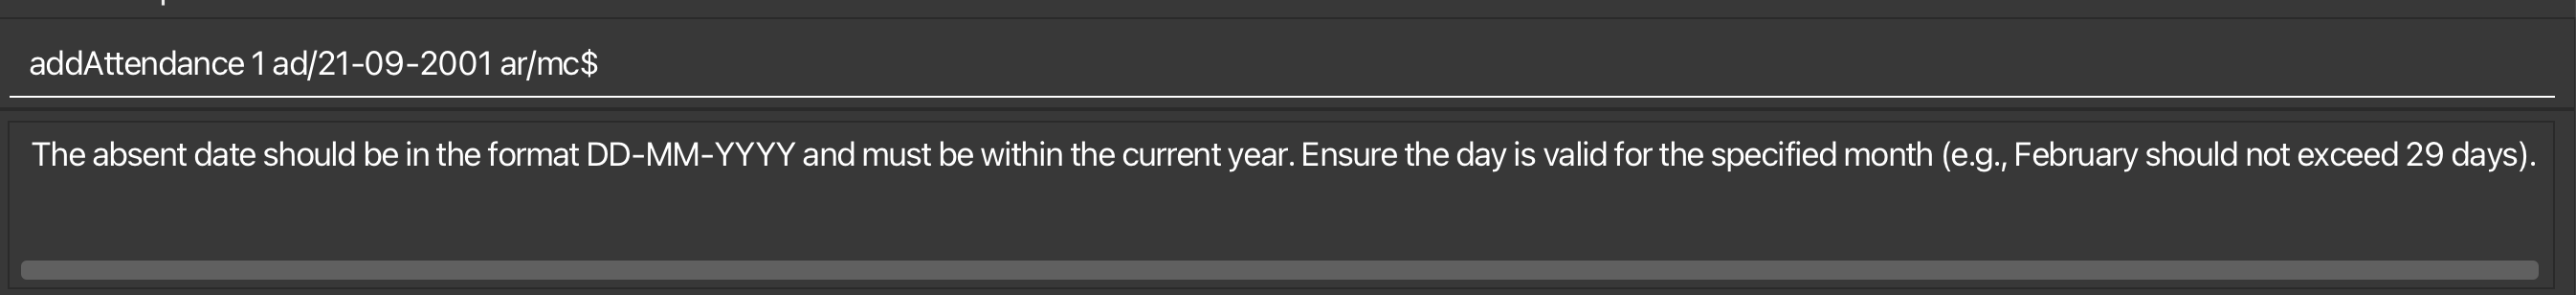 addAttendance 1 ad/21-09-2001 ar/mc$
The absent date should be in the format DD-MM-YYYY and must be within the current year. Ensure the day is valid for the specified month (e.g., February should not exceed 29 days).